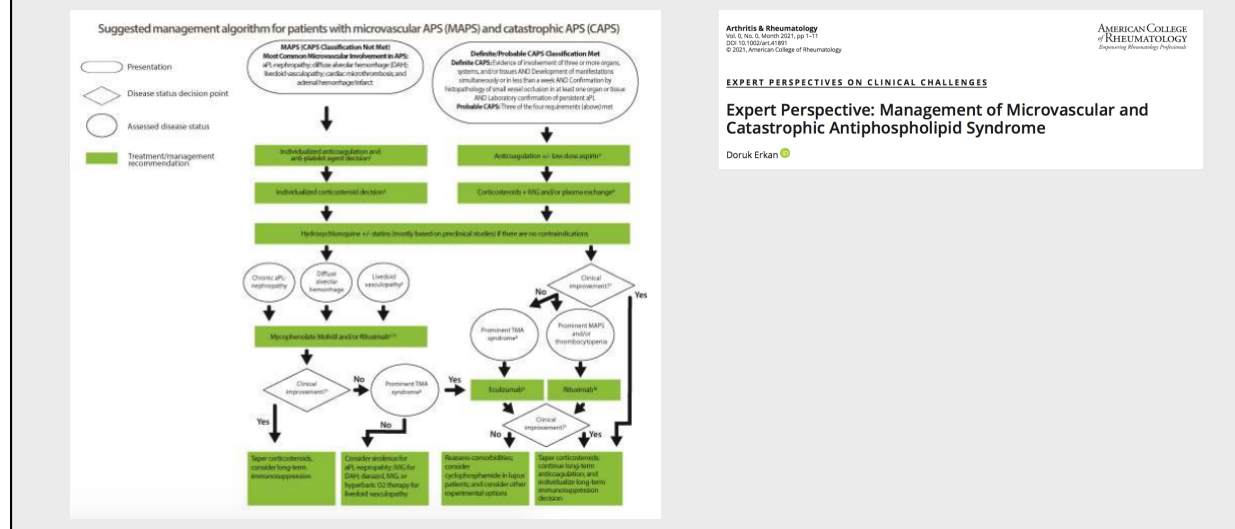 Suggested management algorithm for patients with microvascular APS (MAPS) and catastrophic APS (CAPS)
Presentation
Disease status decision point
Assessed disease status
Treatment/management
recommendation
MAPS (CAPS Classification Not Met)
Most Common Microvascular Involvement in APS:
aPL-nephropathy; diffuse alveolar hemorrhage (DAH);
livedoid vasculopathy; cardiac microthrombosis; and
adrenal hemorrhage/infarct
Definite/Probable CAPS Classification Met
Definite CAPS: Evidence of involvement of three or more organs,
systems, and/or tissues AND Development of manifestations
simultaneously or in less than a week AND Confirmation by
histopathology of small vessel occlusion in at least one organ or tissue
AND Laboratory confirmation of persistent aPL
Probable CAPS: Three of the four requirements (above) met
Individualized anticoagulation and
anti-platelet agent decision
Anticoagulation +/- low dose aspirin
Individualized corticosteroid decision
Corticosteroids + IVIG and/or plasma exchange
Hydroxychloroquine +/- statins (mostly based on preclinical studies) if there are no contraindications
Chronic aPL-
nephropathy
Diffuse
alveolar
hemorrhage
Livedoid
vasculopathy
Clinical
improvement?
No
Yes
Mycophenolate Mofetil and/or Rituximab
Prominent TMA
syndrome
Prominent MAPS
and/or
thrombocytopenia
Clinical
improvement?
No
Prominent TMA
syndrome
Yes
Eculizumab
Rituximab
Yes
No
Clinical
improvement?
No
Yes
Taper corticosteroids,
consider long-term
immunosuppression
Consider sirolimus for
aPL-nephropathy; IVIG for
DAH; danazol, IVIG, or
hyperbaric O2 therapy for
livedoid vasculopathy
Reassess comorbidities;
consider
cyclophosphamide in lupus
patients; and consider other
experimental options
Taper corticosteroids;
continue long-term
anticoagulation; and
individualize long-term
immunosuppression
decision
Arthritis & Rheumatology
Vol. 0, No. 0, Month 2021, pp 1–11
DOI 10.1002/art.41891
© 2021, American College of Rheumatology
AMERICAN COLLEGE
of RHEUMATOLOGY
Empowering Rheumatology Professionals
EXPERT PERSPECTIVES ON CLINICAL CHALLENGES
Expert Perspective: Management of Microvascular and
Catastrophic Antiphospholipid Syndrome
Doruk Erkan iD